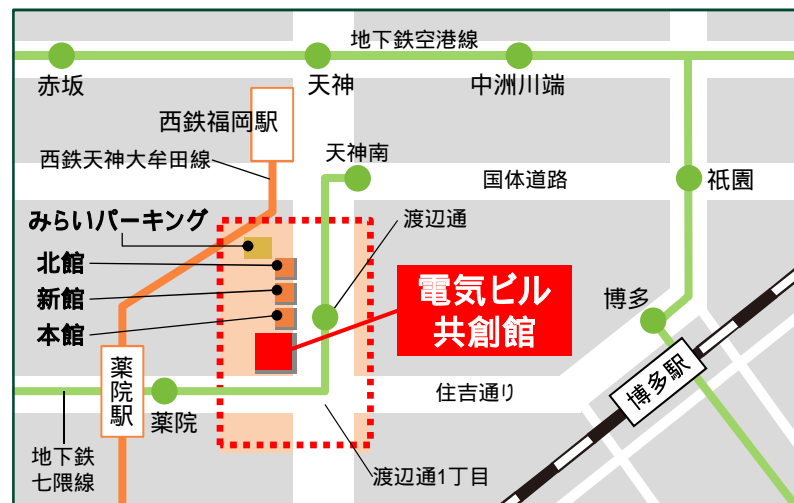 地下鉄空港線
赤坂
天神
中洲川端
西鉄福岡駅
西鉄天神大牟田線
天神南
国体道路
祇園
みらいパーキング
渡辺通
北館
新館
本館
電気ビル
共創館
博多
博多駅
薬院駅
薬院
住吉通り
地下鉄
七隈線
渡辺通1丁目